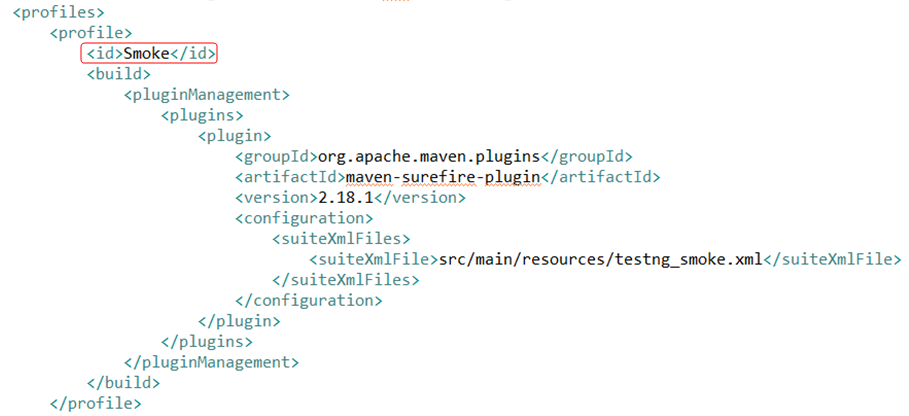 <profiles>
<profile>
<id>Smoke</id>
<build>
<pluginManagement>
<plugins>
<plugin>
<groupId>org.apache.maven.plugins</groupId>
<artifactId>maven-surefire-plugin</artifactId>
<version>2.18.1</version>
<configuration>
<suiteXmlFiles>
<suiteXmlFile>src/main/resources/testng_smoke.xml</suiteXmlFile>
</suiteXmlFiles>
</configuration>
</plugin>
</plugins>
</pluginManagement>
</build>
</profile>